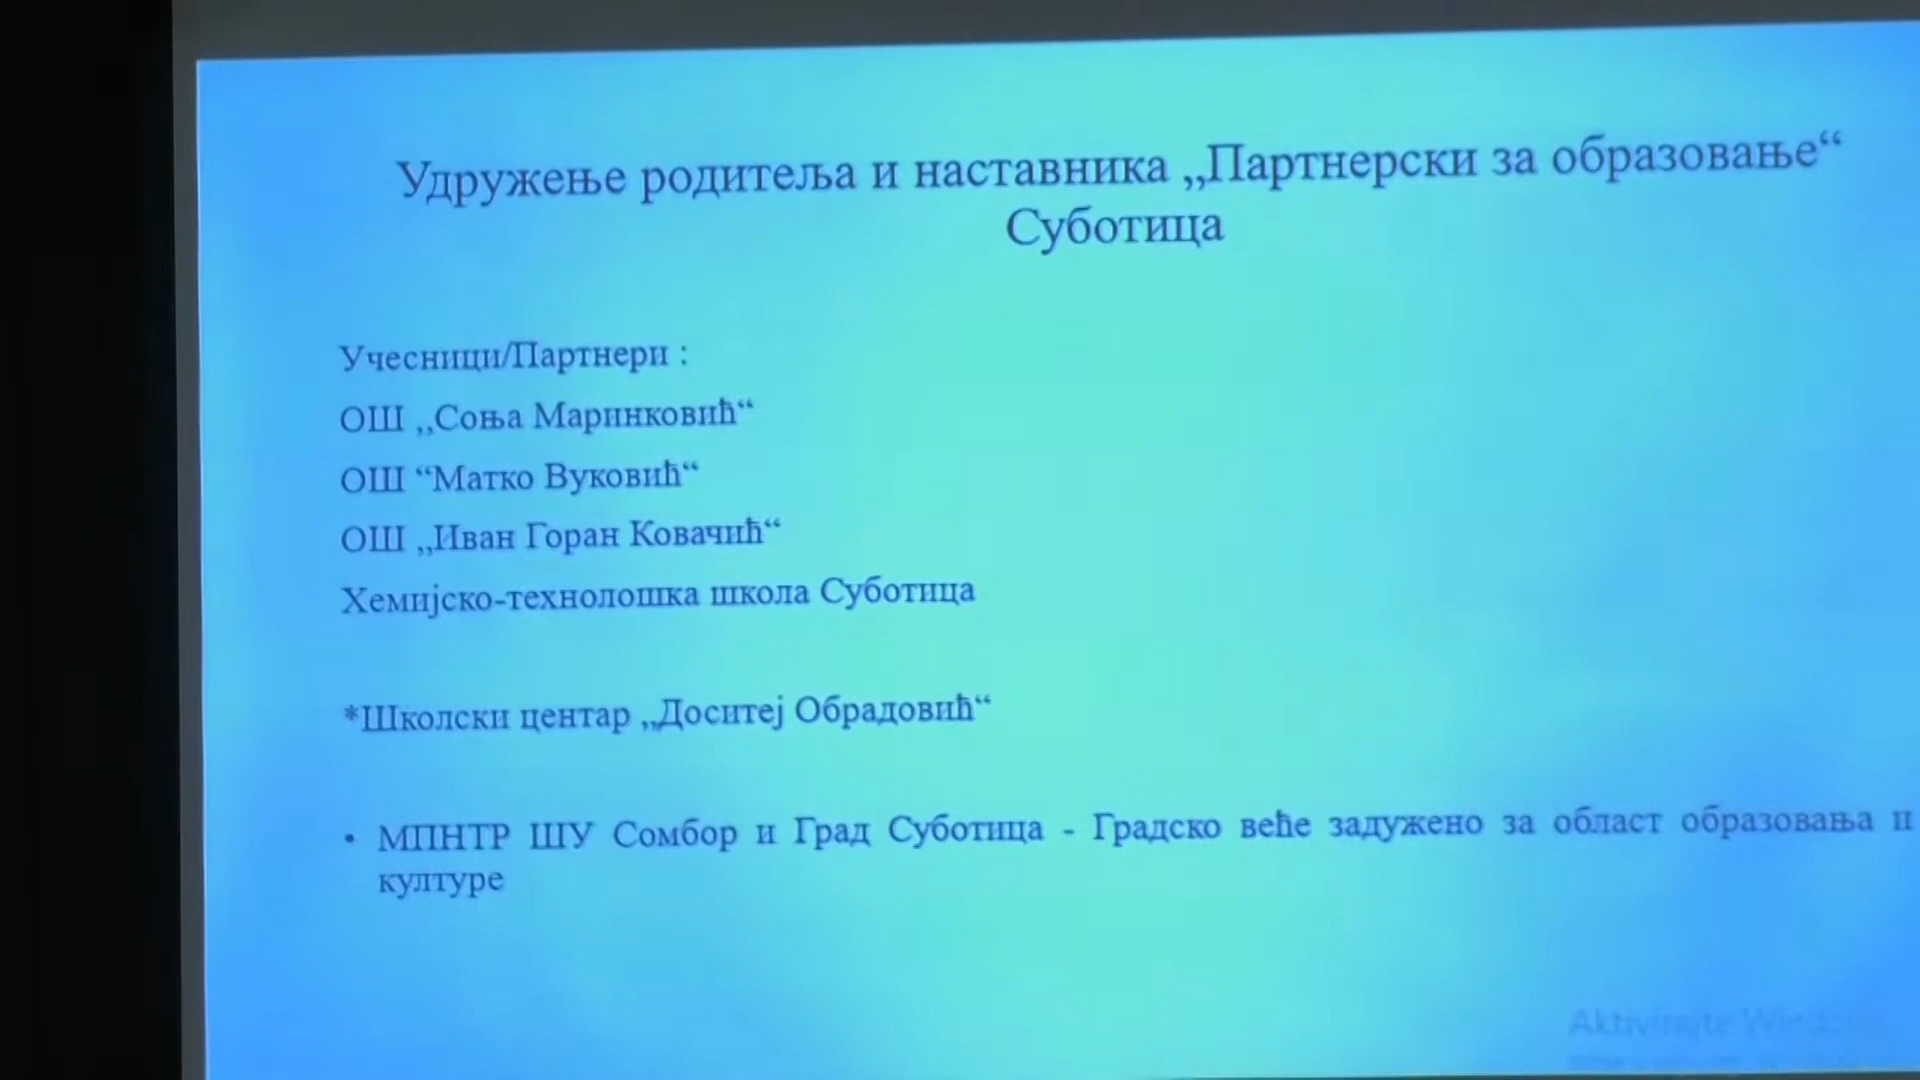 Удружење родитеља и наставника ,,Партнерски за образовање“
Суботица
Учесници/Партнери :
ОШ ,,Соња Маринковић“
ОШ “Матко Вуковић“
ОШ ,,Иван Горан Ковачић“
Хемијско-технолошка школа Суботица
*Школски центар ,,Доситеј Обрадовић“
• МПНТР ШУ Сомбор и Град Суботица - Градско веће задужено за област образовања и
културе
Aktivirajte Windows